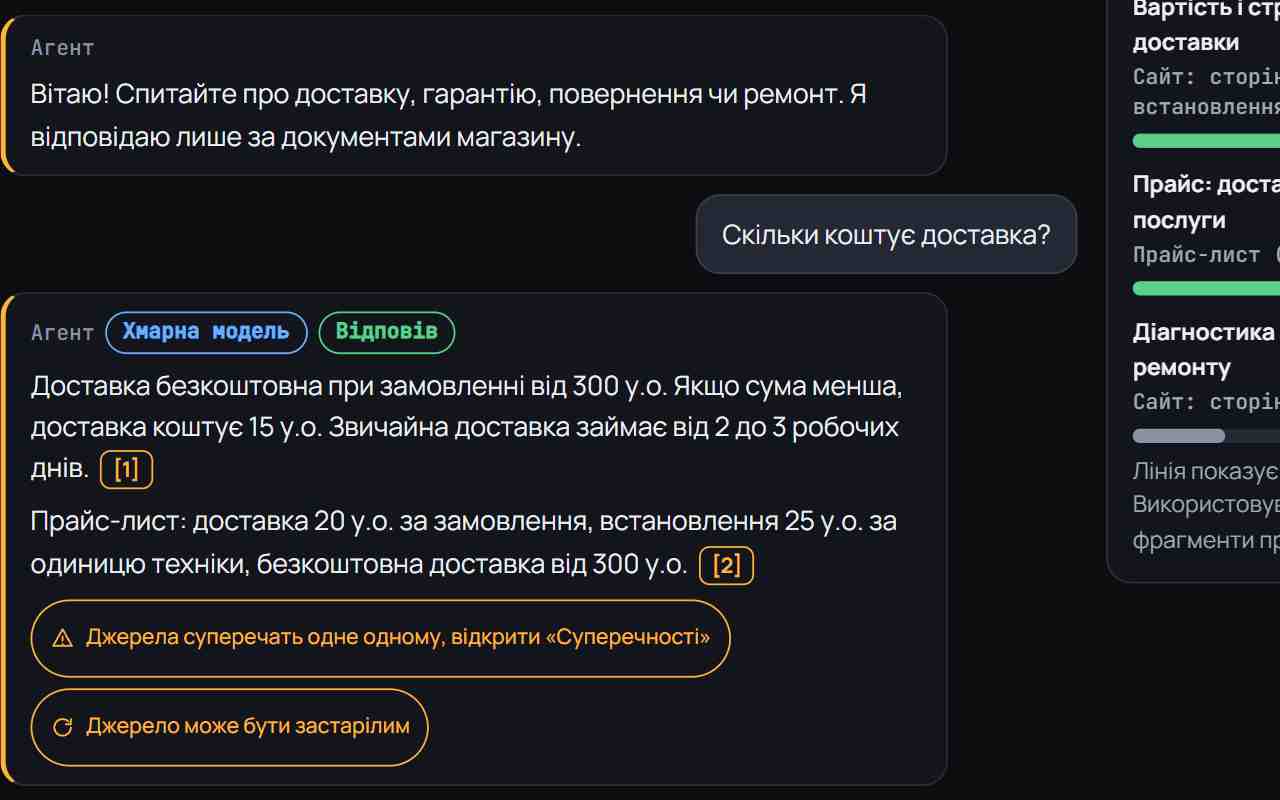 Агент
Вітаю! Спитайте про доставку, гарантію, повернення чи ремонт. Я
відповідаю лише за документами магазину.
Скільки коштує доставка?
Агент Хмарна модель Відповів
Доставка безкоштовна при замовленні від 300 у.о. Якщо сума менша,
доставка коштує 15 у.о. Звичайна доставка займає від 2 до 3 робочих
днів. [1]
Прайс-лист: доставка 20 у.о. за замовлення, встановлення 25 у.о. за
одиницю техніки, безкоштовна доставка від 300 у.о. [2]
Джерела суперечать одне одному, відкрити «Суперечності»
Джерело може бути застарілим
Вартість і
доставки
Сайт:
встановлення
Прайс:
послуги
Прайс-лист
Діагностика
ремонту
Сайт:
Лінія показує
фрагменти